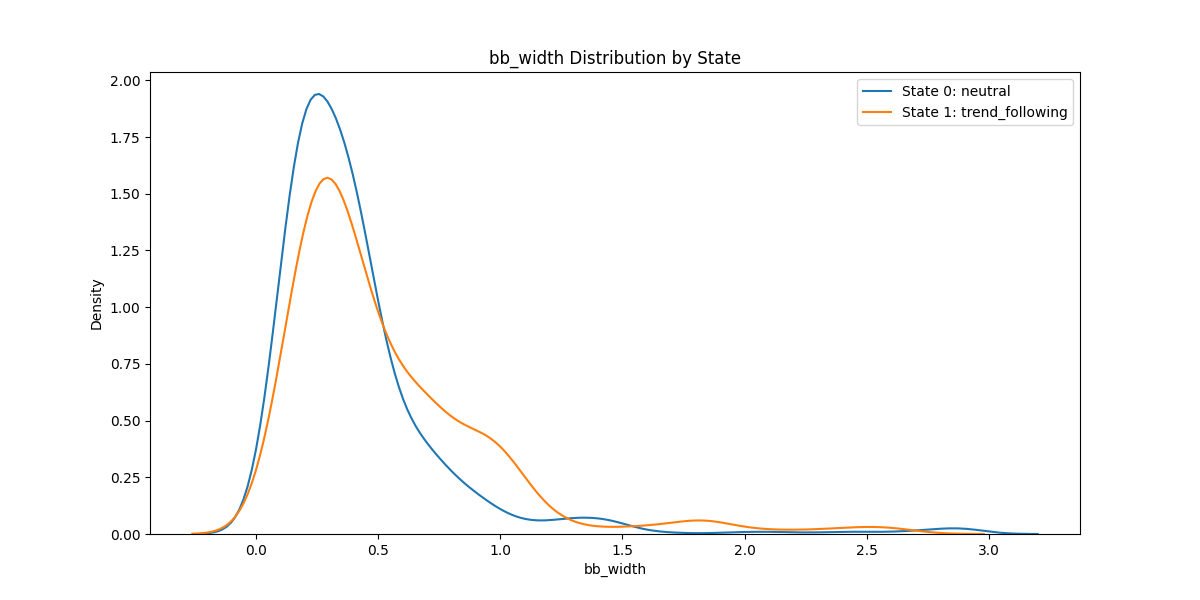 bb_width Distribution by State
State 0: neutral
State 1: trend_following
2.00
1.75
1.50
1.25
1.00
0.75
0.50
0.25
0.00
Density
0.0 0.5 1.0 1.5 2.0 2.5 3.0
bb_width